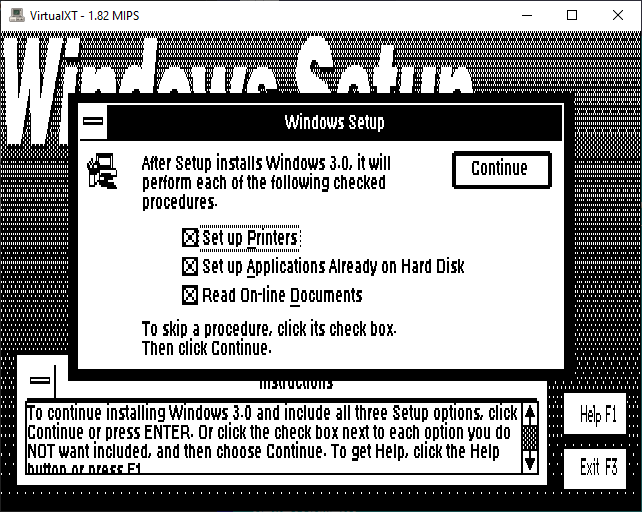 VirtualXT - 1.82 MIPS
Windows Setup
Windows Setup
After Setup installs Windows 3.0, it will
perform each of the following checked
procedures.
Continue
Set up Printers
Set up Applications Already on Hard Disk
Read On-line Documents
To skip a procedure, click its check box.
Then click Continue.
Instructions
To continue installing Windows 3.0 and include all three Setup options, click
Continue or press ENTER. Or click the check box next to each option you do
NOT want included, and then choose Continue. To get Help, click the Help
button or press F1
Help F1
Exit F3